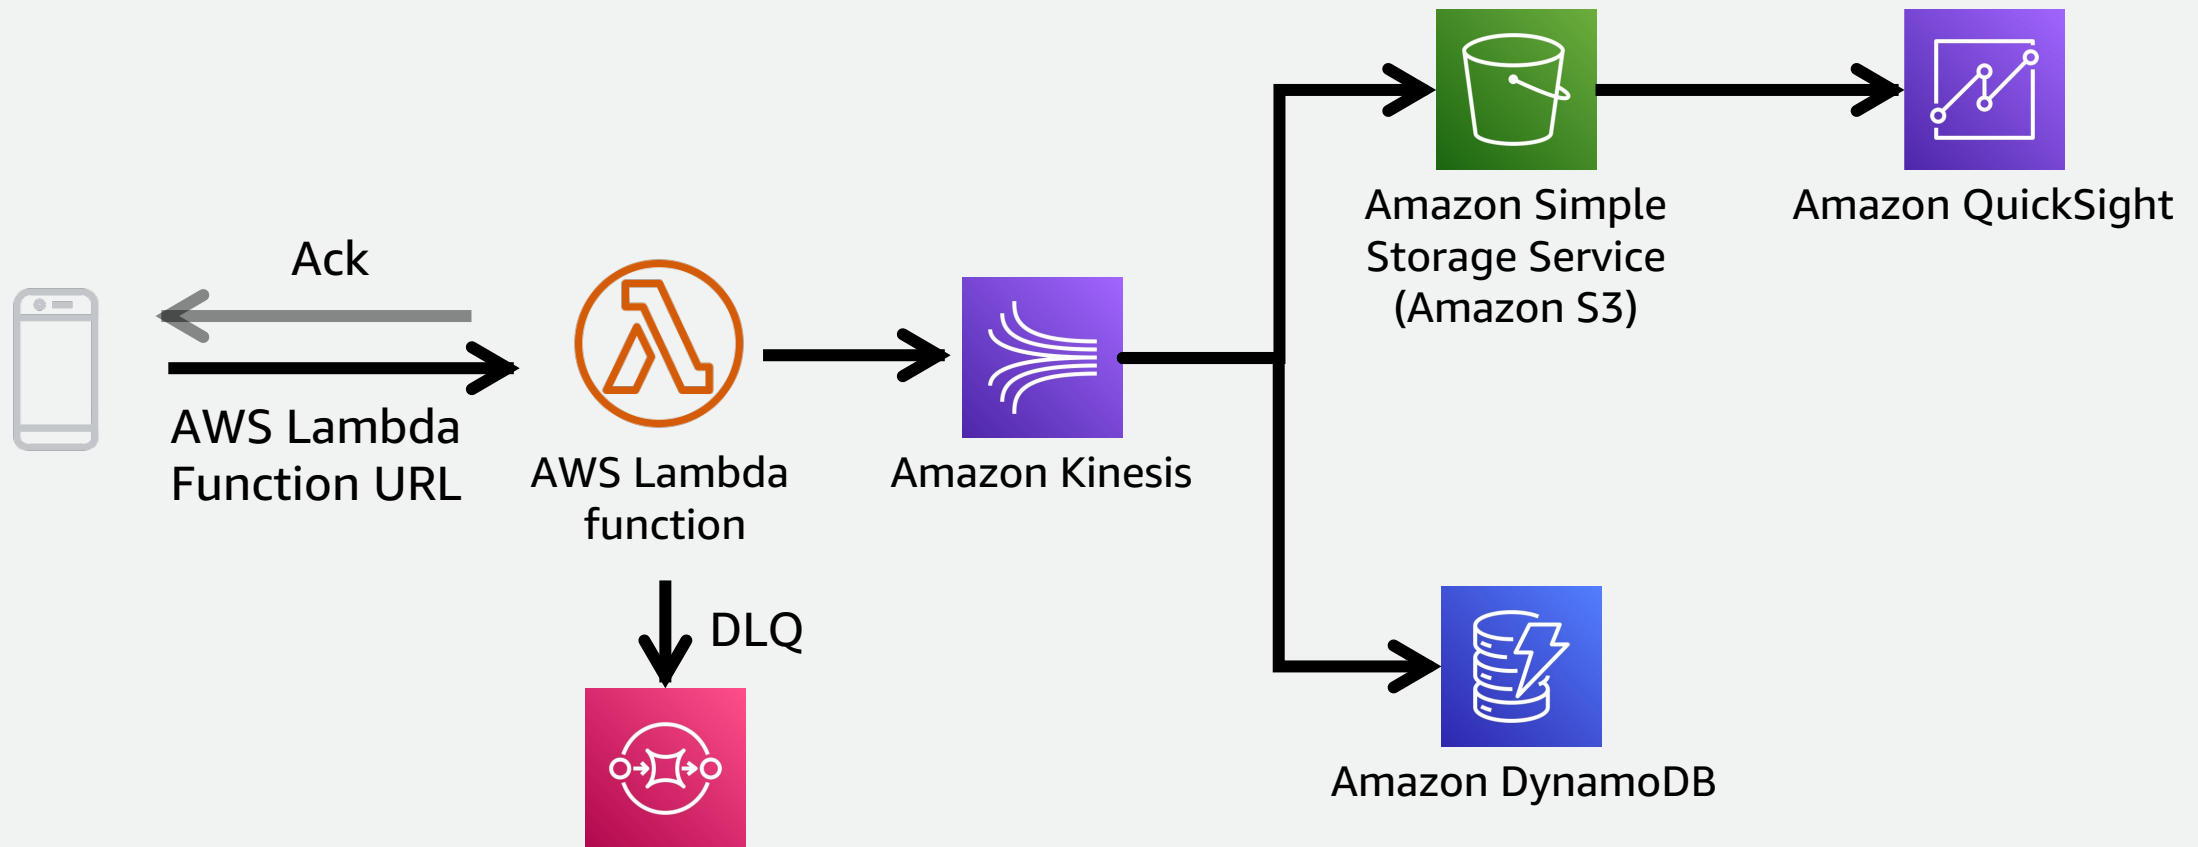 Ack
AWS Lambda
Function URL
AWS Lambda
function
DLQ
Amazon Kinesis
Amazon Simple
Storage Service
(Amazon S3)
Amazon QuickSight
Amazon DynamoDB